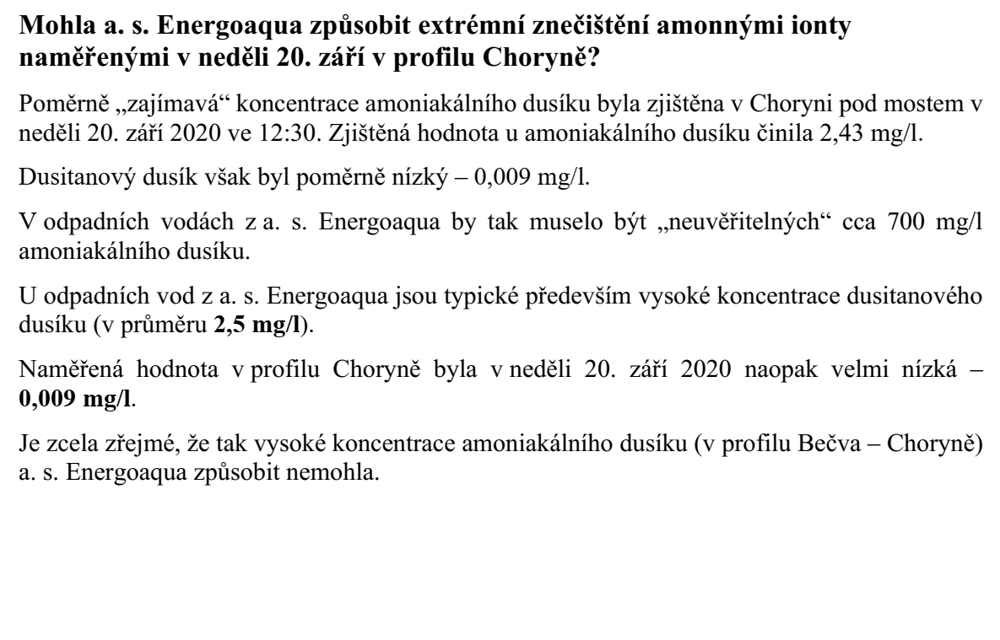 Mohla a. s. Energoaqua způsobit extrémní znečištění amonnými ionty
naměřenými v neděli 20. září v profilu Choryně?
Poměrně „zajímavá“ koncentrace amoniakálního dusíku byla zjištěna v Choryni pod mostem v
neděli 20. září 2020 ve 12:30. Zjištěná hodnota u amoniakálního dusíku činila 2,43 mg/l.
Dusitanový dusík však byl poměrně nízký – 0,009 mg/l.
V odpadních vodách z a. s. Energoaqua by tak muselo být „neuvěřitelných“ cca 700 mg/l
amoniakálního dusíku.
U odpadních vod z a. s. Energoaqua jsou typické především vysoké koncentrace dusitanového
dusíku (v průměru 2,5 mg/l).
Naměřená hodnota v profilu Choryně byla v neděli 20. září 2020 naopak velmi nízká –
0,009 mg/l.
Je zcela zřejmé, že tak vysoké koncentrace amoniakálního dusíku (v profilu Bečva – Choryně)
a. s. Energoaqua způsobit nemohla.